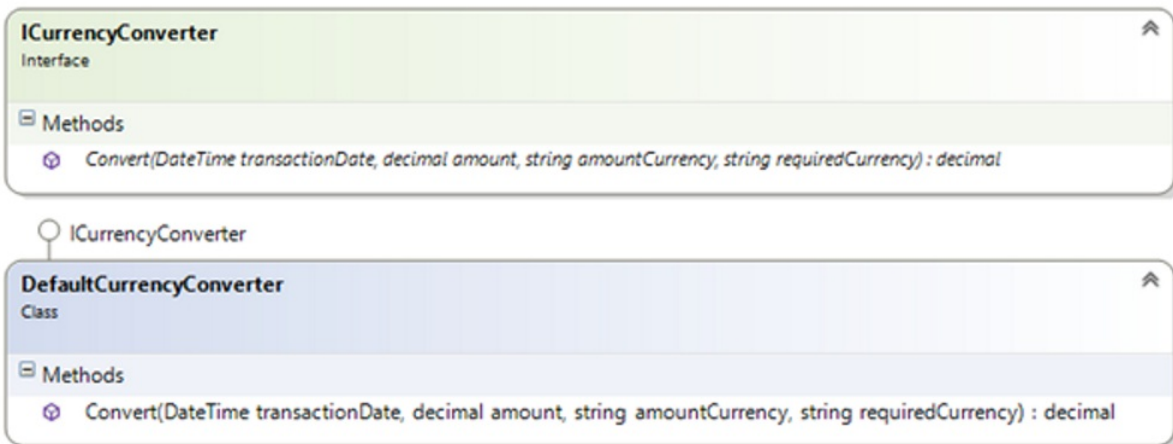 ICurrencyConverter
Interface
Methods
Convert(DateTime transactionDate, decimal amount, string amountCurrency, string requiredCurrency) : decimal
ICurrencyConverter
DefaultCurrencyConverter
Class
Methods
Convert(DateTime transactionDate, decimal amount, string amountCurrency, string requiredCurrency) : decimal